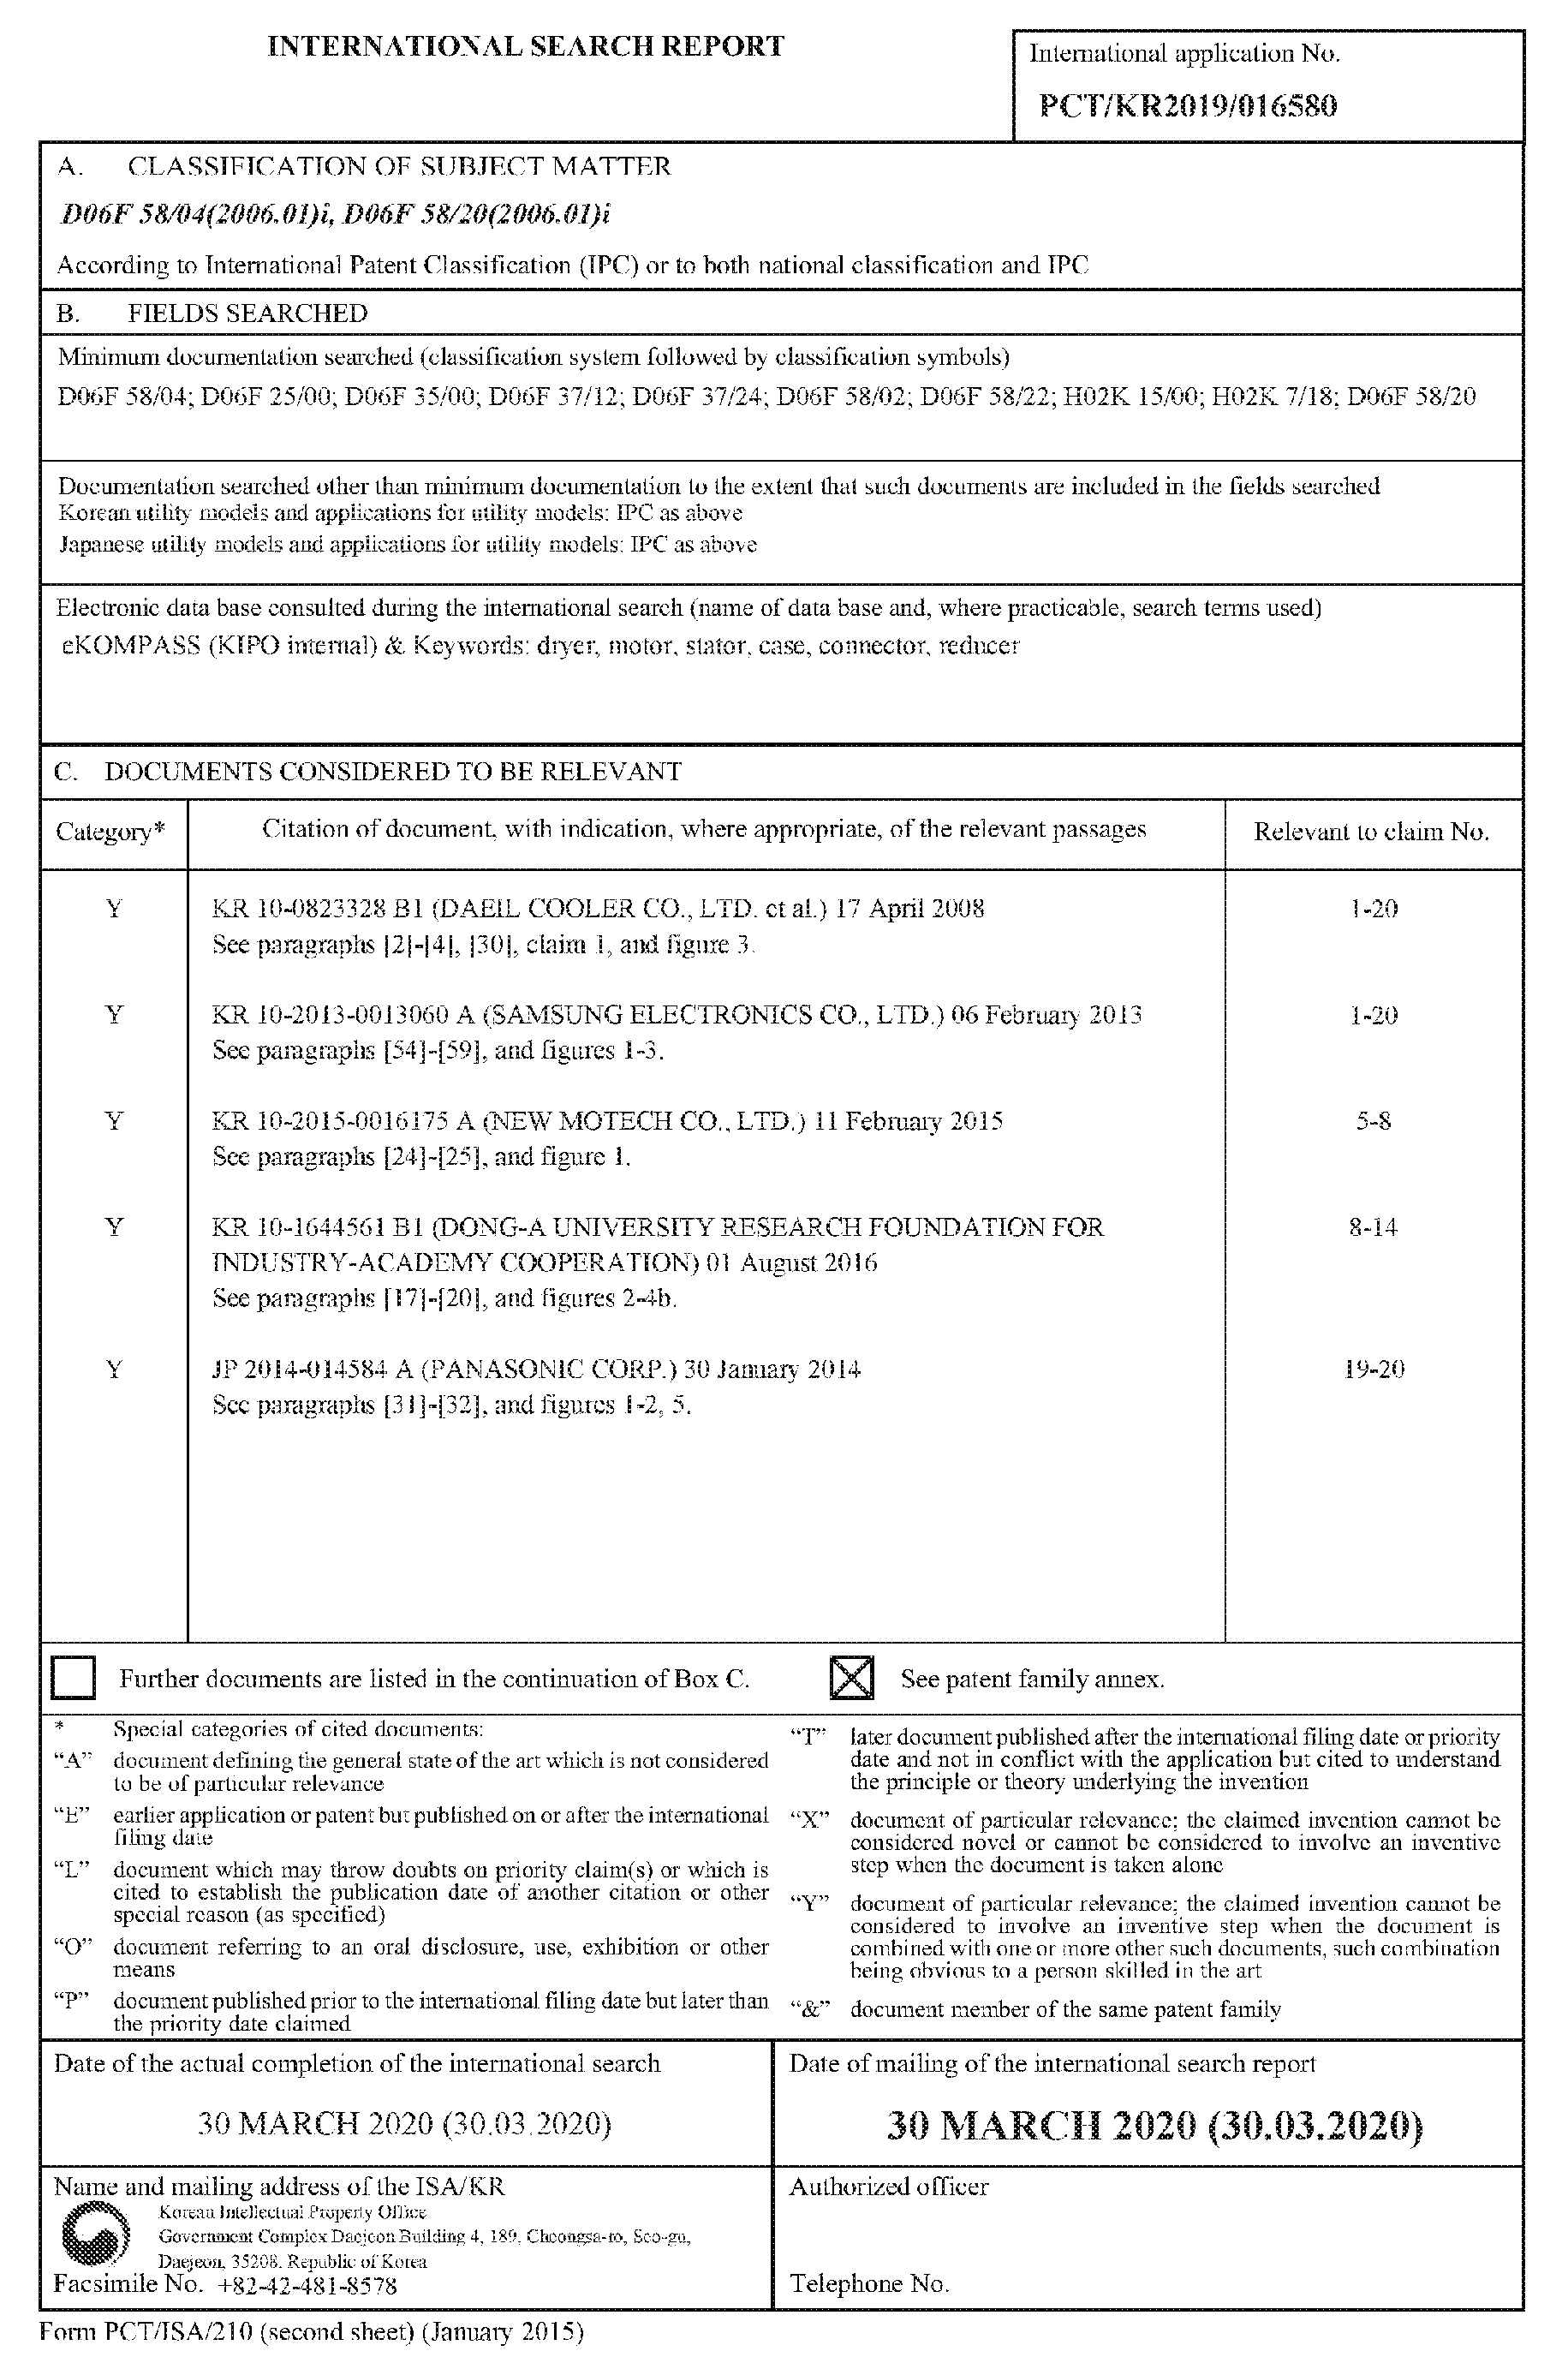 INTERNATIONAL SEARCH REPORT
International application No.
PCT/KR2019/016580
A. CLASSIFICATION OF SUBJECT MATTER
D06F 58/04(2006.01)i, D06F 58/20(2006.01)i
According to International Patent Classification (IPC) or to both national classification and IPC
B. FIELDS SEARCHED
Minimum documentation searched (classification system followed by classification symbols)
D06F 58/04; D06F 25/00; D06F 35/00; D06F 37/12; D06F 37/24; D06F 58/02; D06F 58/22; H02K 15/00; H02K 7/18; D06F 58/20
Documentation searched other than minimum documentation to the extent that such documents are included in the fields searched
Korean utility models and applications for utility models: IPC as above
Japanese utility models and applications for utility models: IPC as above
Electronic data base consulted during the international search (name of data base and, where practicable, search terms used)
eKOMPASS (KIPO internal) & Keywords: dryer, motor, stator, case, connector, reducer
C. DOCUMENTS CONSIDERED TO BE RELEVANT
Category* Citation of document, with indication, where appropriate, of the relevant passages Relevant to claim No.
Y KR 10-0823328 B1 (DAEIL COOLER CO., LTD. et al.) 17 April 2008 1-20
See paragraphs [2]-[4], [30], claim 1, and figure 3.
Y KR 10-2013-0013060 A (SAMSUNG ELECTRONICS CO., LTD.) 06 February 2013 1-20
See paragraphs [54]-[59], and figures 1-3.
Y KR 10-2015-0016175 A (NEW MOTECH CO., LTD.) 11 February 2015 5-8
See paragraphs [24]-[25], and figure 1.
Y KR 10-1644561 B1 (DONG-A UNIVERSITY RESEARCH FOUNDATION FOR 8-14
INDUSTRY-ACADEMY COOPERATION) 01 August 2016
See paragraphs [17]-[20], and figures 2-4b.
Y JP 2014-014584 A (PANASONIC CORP.) 30 January 2014 19-20
See paragraphs [31]-[32], and figures 1-2, 5.
Further documents are listed in the continuation of Box C. See patent family annex.
* Special categories of cited documents:
"A" document defining the general state of the art which is not considered
to be of particular relevance
"E" earlier application or patent but published on or after the international
filing date
"L" document which may throw doubts on priority claim(s) or which is
cited to establish the publication date of another citation or other
special reason (as specified)
"O" document referring to an oral disclosure, use, exhibition or other
means
"P" document published prior to the international filing date but later than
the priority date claimed
"T" later document published after the international filing date or priority
date and not in conflict with the application but cited to understand
the principle or theory underlying the invention
"X" document of particular relevance; the claimed invention cannot be
considered novel or cannot be considered to involve an inventive
step when the document is taken alone
"Y" document of particular relevance; the claimed invention cannot be
considered to involve an inventive step when the document is
combined with one or more other such documents, such combination
being obvious to a person skilled in the art
"&" document member of the same patent family
Date of the actual completion of the international search
30 MARCH 2020 (30.03.2020)
Date of mailing of the international search report
30 MARCH 2020 (30.03.2020)
Name and mailing address of the ISA/KR
Korean Intellectual Property Office
Government Complex Daejeon Building 4, 189, Cheongsa-ro, Seo-gu,
Daejeon, 35208, Republic of Korea
Facsimile No. +82-42-481-8578
Authorized officer
Telephone No.
Form PCT/ISA/210 (second sheet) (January 2015)